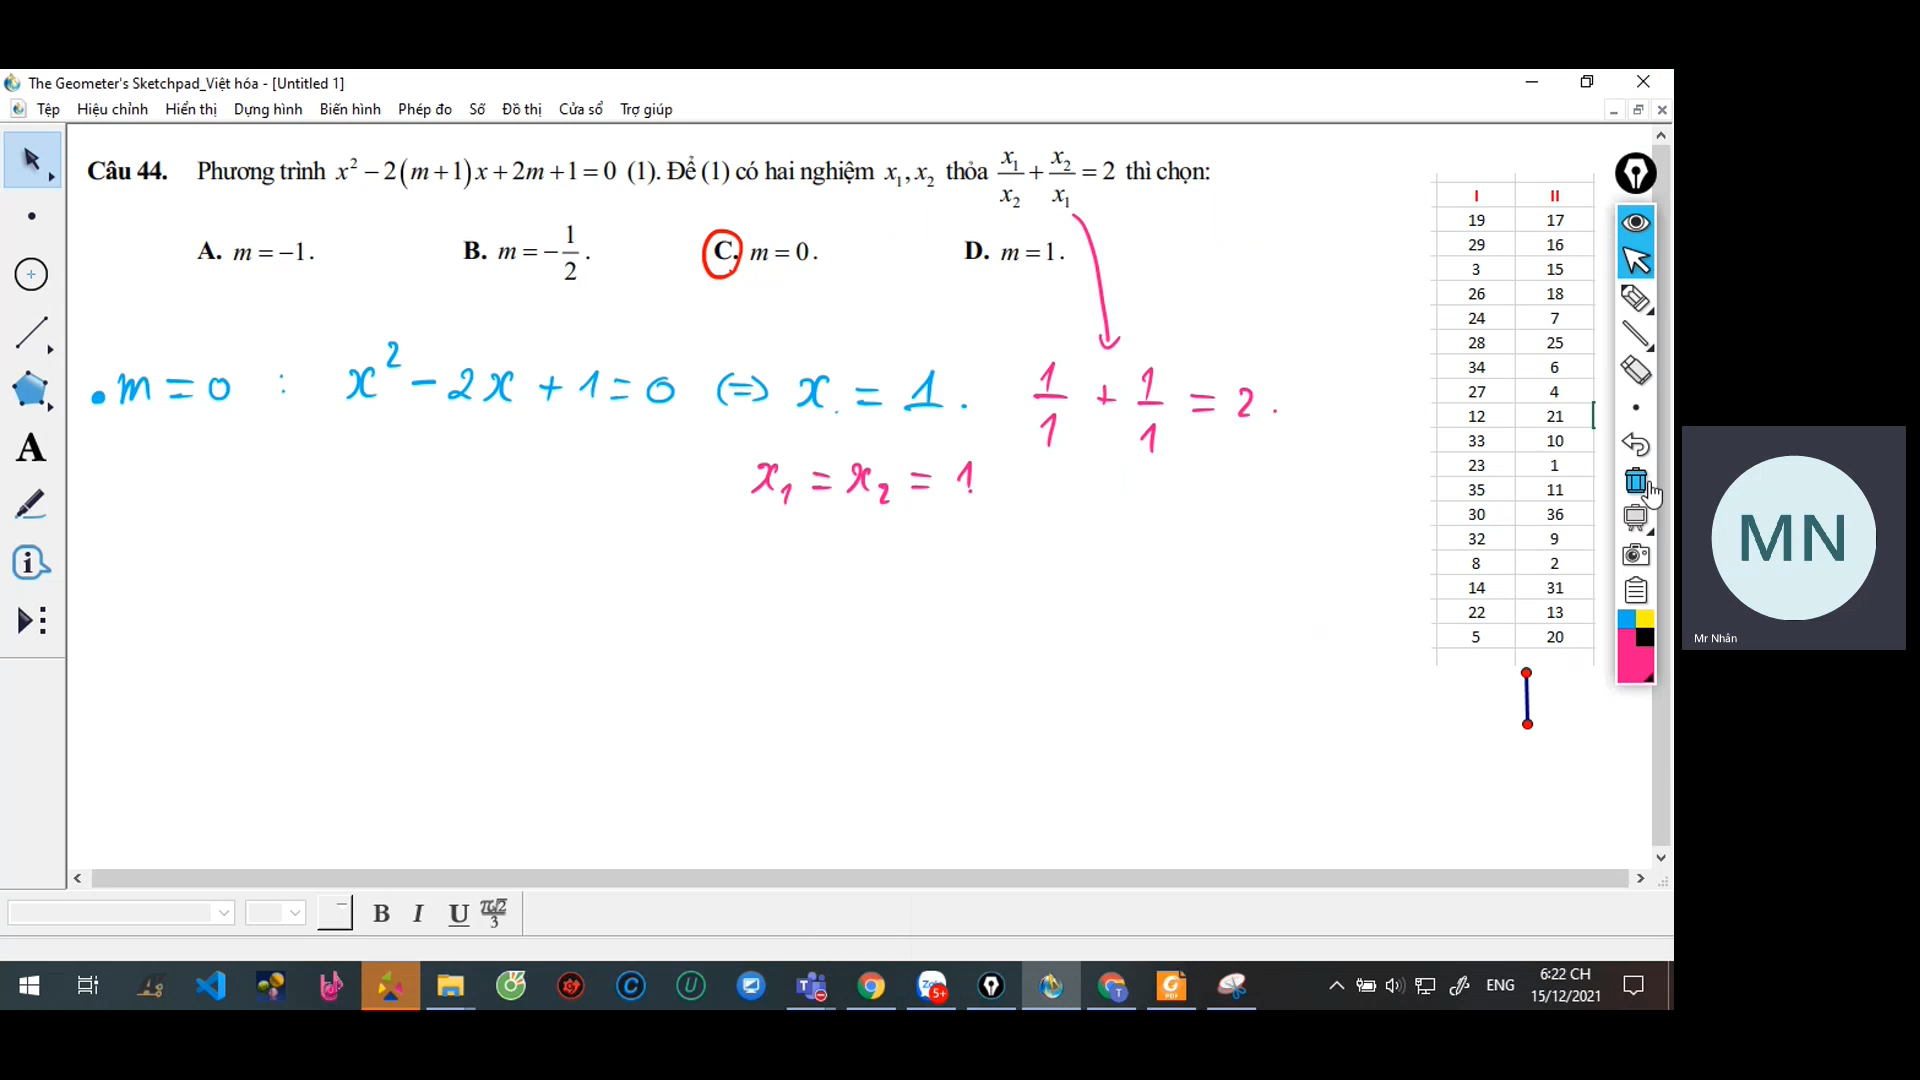 The Geometer's Sketchpad_Việt hóa - [Untitled 1]
Tệp Hiệu chỉnh Hiển thị Dựng hình Biến hình Phép đo Số Đồ thị Cửa sổ Trợ giúp
Câu 44. Phương trình x² − 2(m+1)x + 2m + 1 = 0 (1). Để (1) có hai nghiệm x₁, x₂ thỏa x₁/x₂ + x₂/x₁ = 2 thì chọn:
A. m = −1. B. m = −1/2. C. m = 0. D. m = 1.
• m = 0 : x² − 2x + 1 = 0 (=) x = 1. 1/1 + 1/1 = 2.
x₁ = x₂ = 1
I II
19 17
29 16
3 15
26 18
24 7
28 25
34 6
27 4
12 21
33 10
23 1
35 11
30 36
32 9
8 2
14 31
22 13
5 20
MN
Mr Nhân
A
B I U
ENG
6:22 CH
15/12/2021